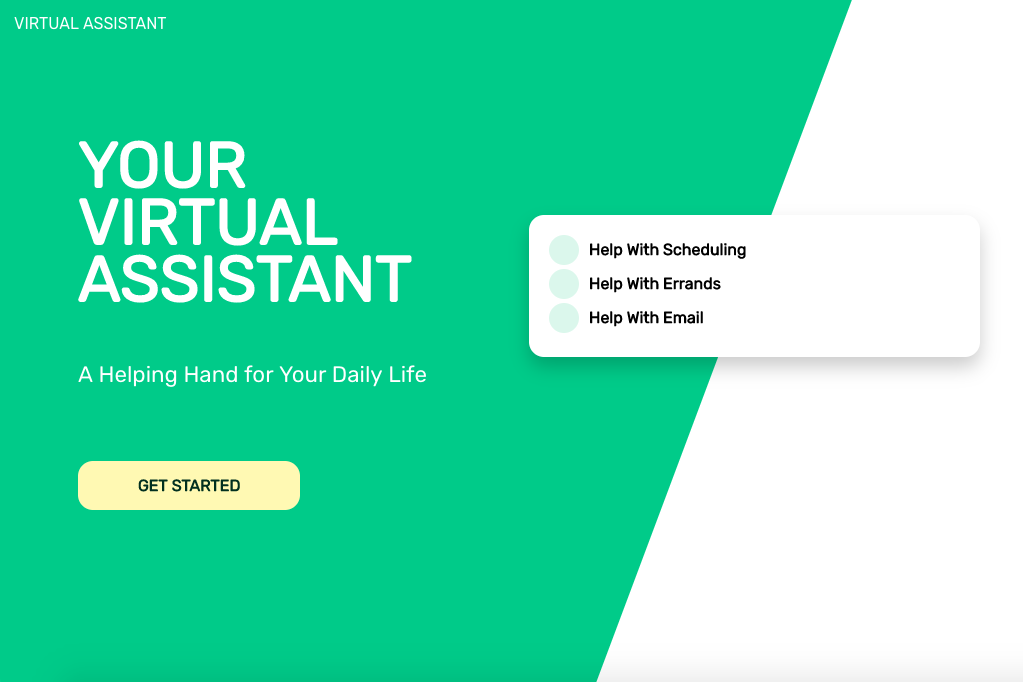 VIRTUAL ASSISTANT
YOUR
VIRTUAL
ASSISTANT
A Helping Hand for Your Daily Life
GET STARTED
Help With Scheduling
Help With Errands
Help With Email